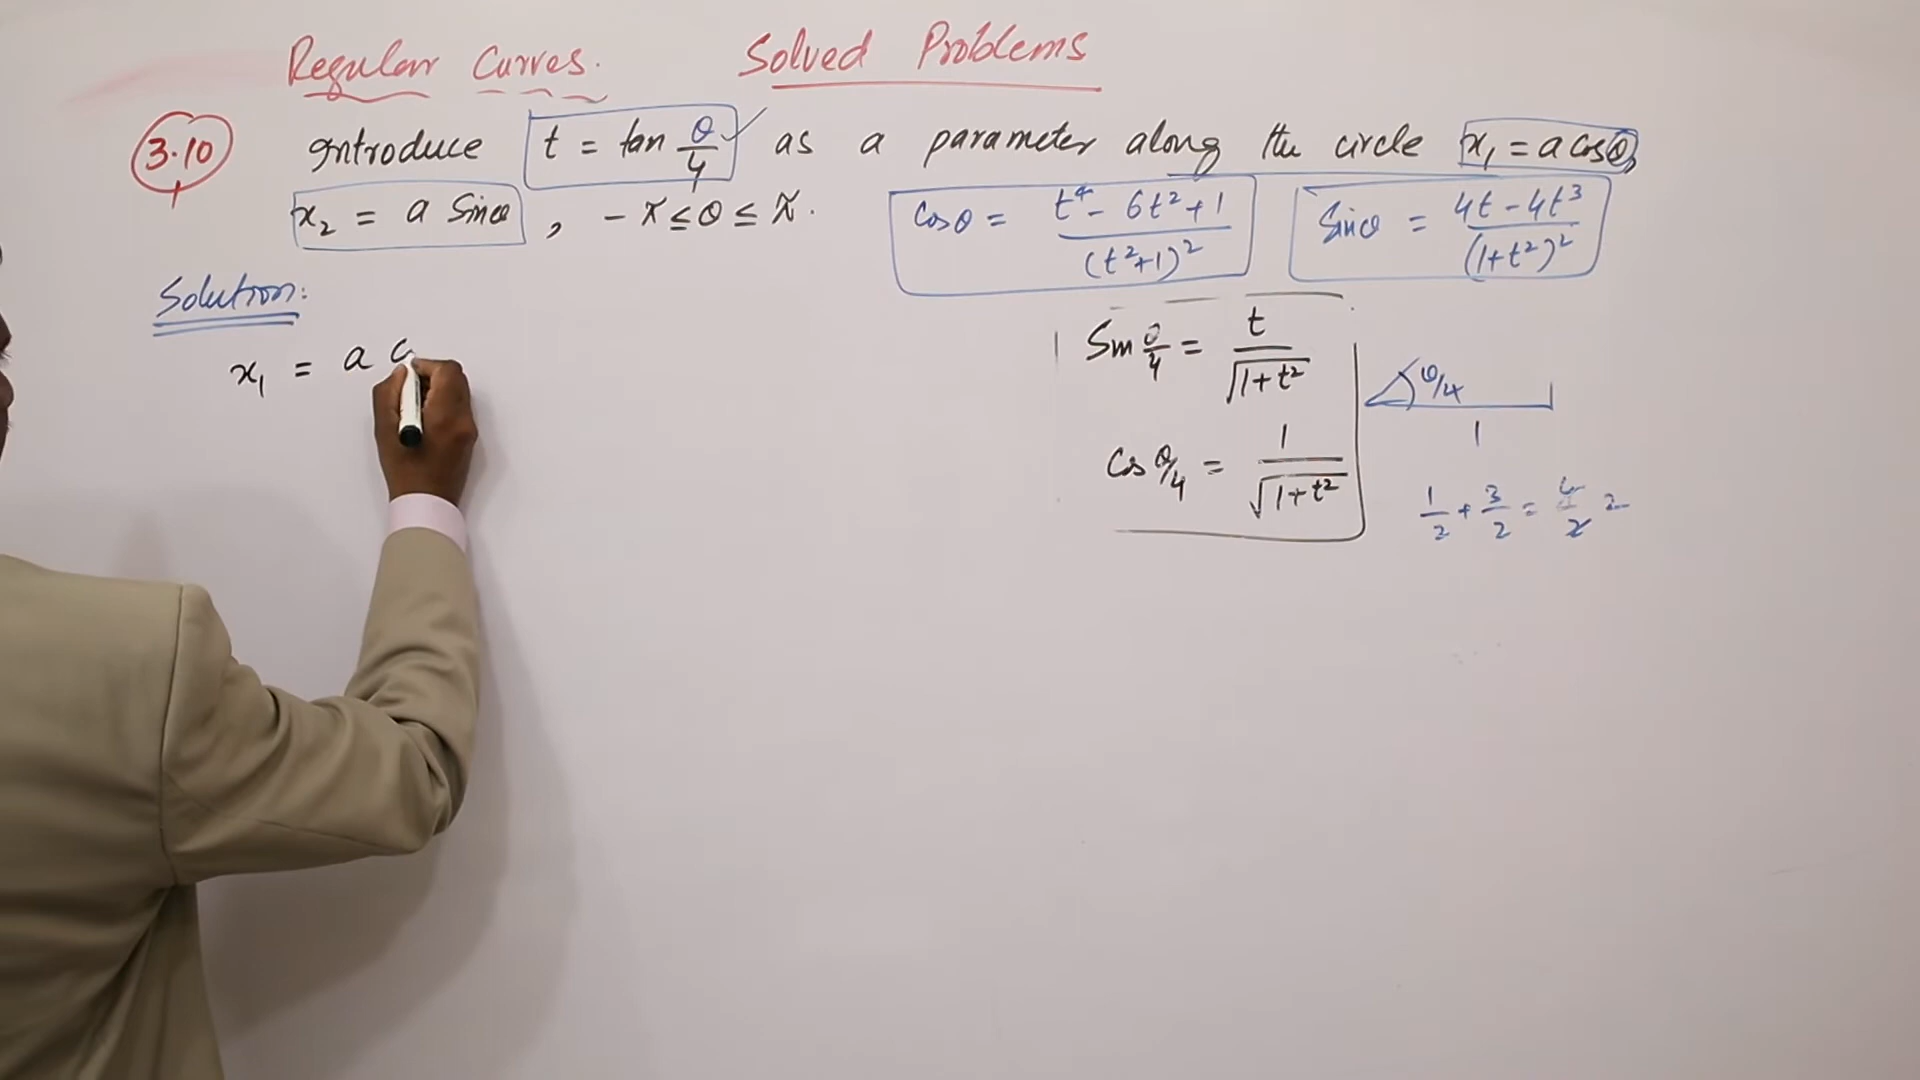 Regular Curves. Solved Problems
3.10 Introduce t = tan θ/4 as a parameter along the circle x₁ = a cosθ,
x₂ = a sinθ, -π ≤ θ ≤ π.
cosθ = (t⁴ - 6t² + 1)/(t²+1)²
Sinθ = (4t - 4t³)/(1+t²)²
Solution:
x₁ = a c
Sin θ/4 = t/√(1+t²)
θ/4
1
Cos θ/4 = 1/√(1+t²)
1/2 + 3/2 = 4/2 2